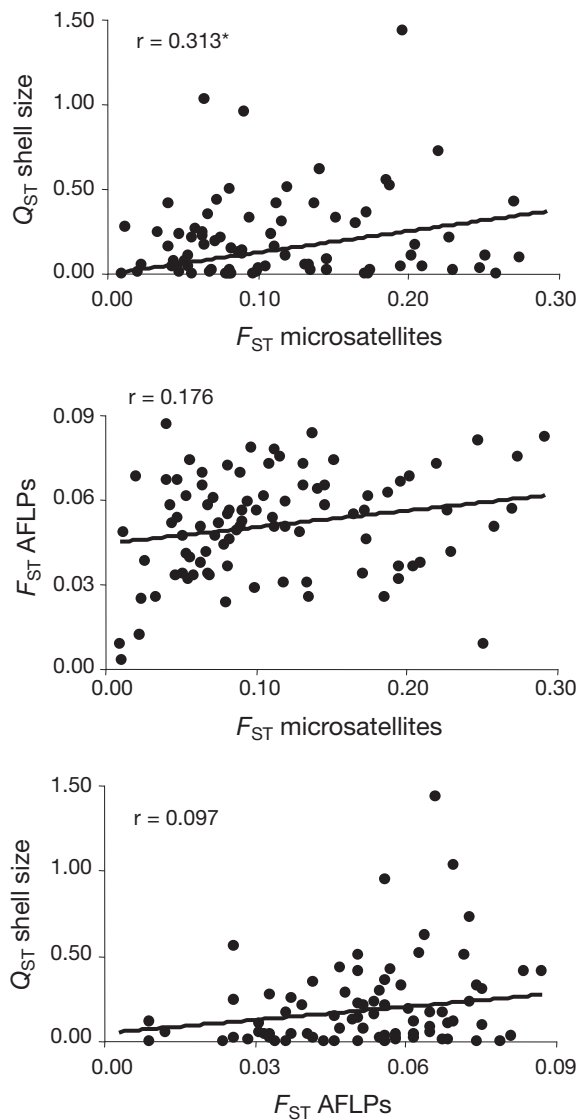 r = 0.313*
1.50
1.00
0.50
0.00
Q_ST shell size
0.00 0.10 0.20 0.30
F_ST microsatellites
r = 0.176
0.09
0.06
0.03
0.00
F_ST AFLPs
0.00 0.10 0.20 0.30
F_ST microsatellites
r = 0.097
1.50
1.00
0.50
0.00
Q_ST shell size
0.00 0.03 0.06 0.09
F_ST AFLPs